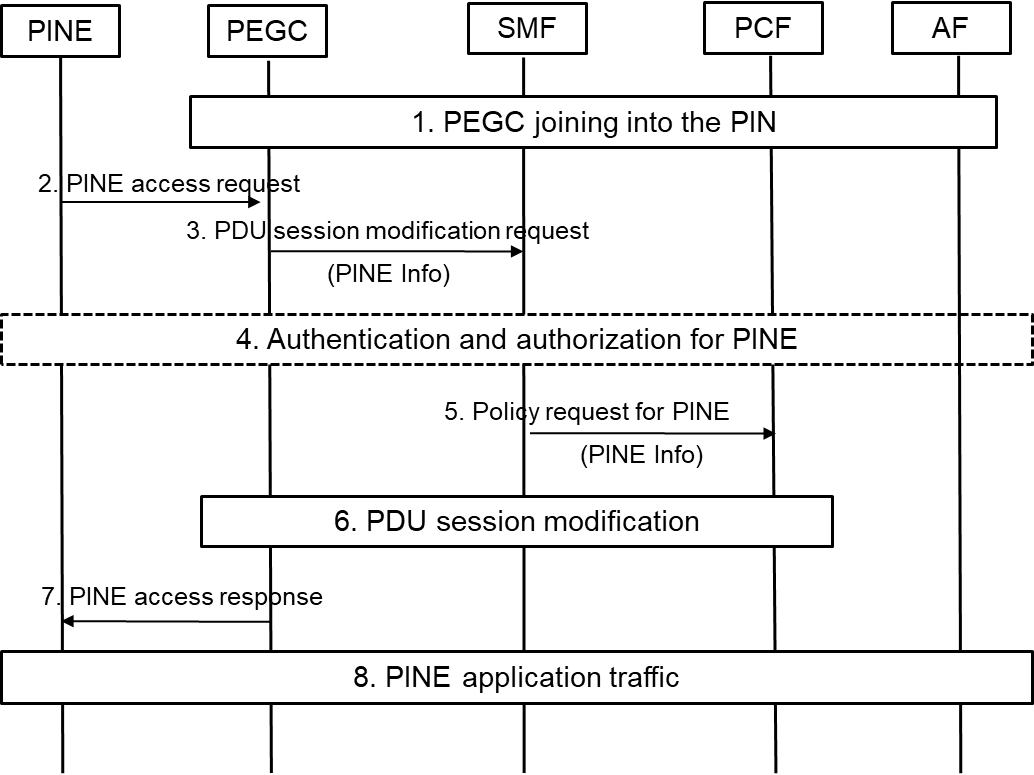 PINE
PEGC
SMF
PCF
AF
1. PEGC joining into the PIN
2. PINE access request
3. PDU session modification request
(PINE Info)
4. Authentication and authorization for PINE
5. Policy request for PINE
(PINE Info)
6. PDU session modification
7. PINE access response
8. PINE application traffic